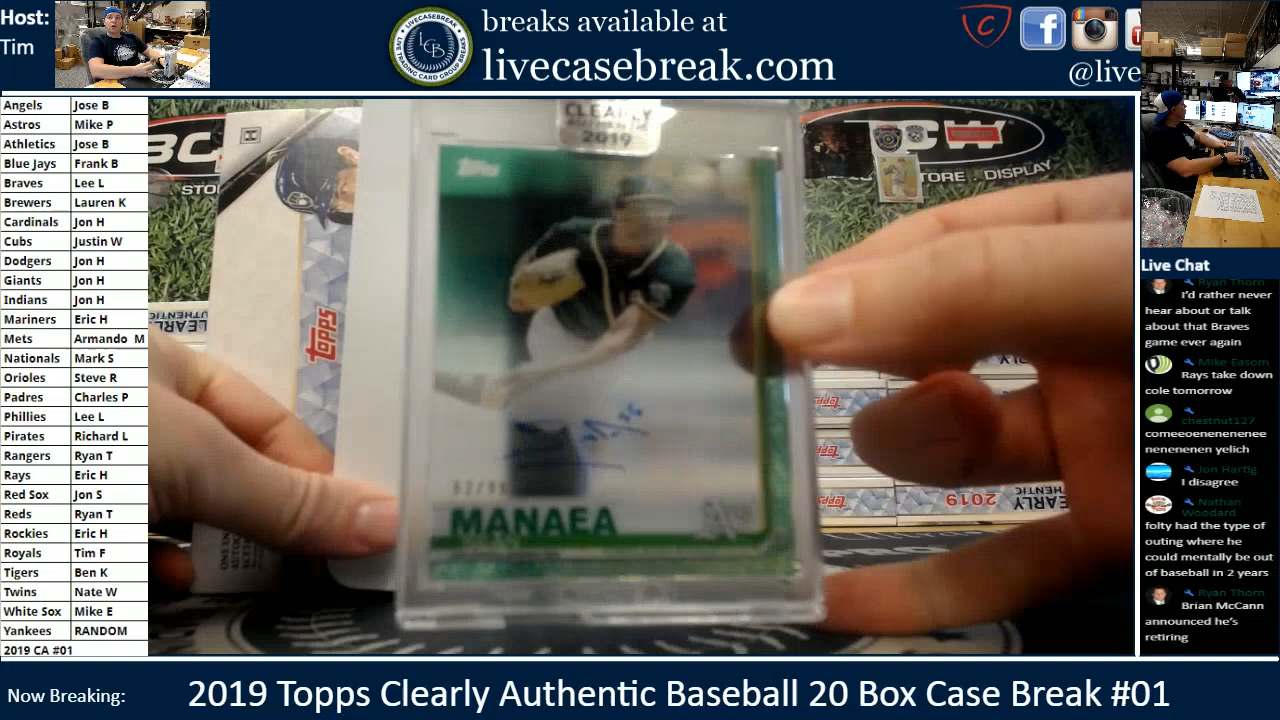 Host:
Tim
breaks available at
livecasebreak.com
@live
Angels Jose B
Astros Mike P
Athletics Jose B
Blue Jays Frank B
Braves Lee L
Brewers Lauren K
Cardinals Jon H
Cubs Justin W
Dodgers Jon H
Giants Jon H
Indians Jon H
Mariners Eric H
Mets Armando M
Nationals Mark S
Orioles Steve R
Padres Charles P
Phillies Lee L
Pirates Richard L
Rangers Ryan T
Rays Eric H
Red Sox Jon S
Reds Ryan T
Rockies Eric H
Royals Tim F
Tigers Ben K
Twins Nate W
White Sox Mike E
Yankees RANDOM
2019 CA #01
CLEARLY
2019
topps
MANAEA
topps
TORE . DISPLAY
2019
Live Chat
Ryan Thorn
I'd rather never
hear about or talk
about that Braves
game ever again
Mike Easom
Rays take down
cole tomorrow
chestnut127
comeeoenenenenee
nenenenen yelich
Jon Hartig
I disagree
Nathan
Woodard
folty had the type of
outing where he
could mentally be out
of baseball in 2 years
Ryan Thorn
Brian McCann
announced he's
retiring
Now Breaking:
2019 Topps Clearly Authentic Baseball 20 Box Case Break #01